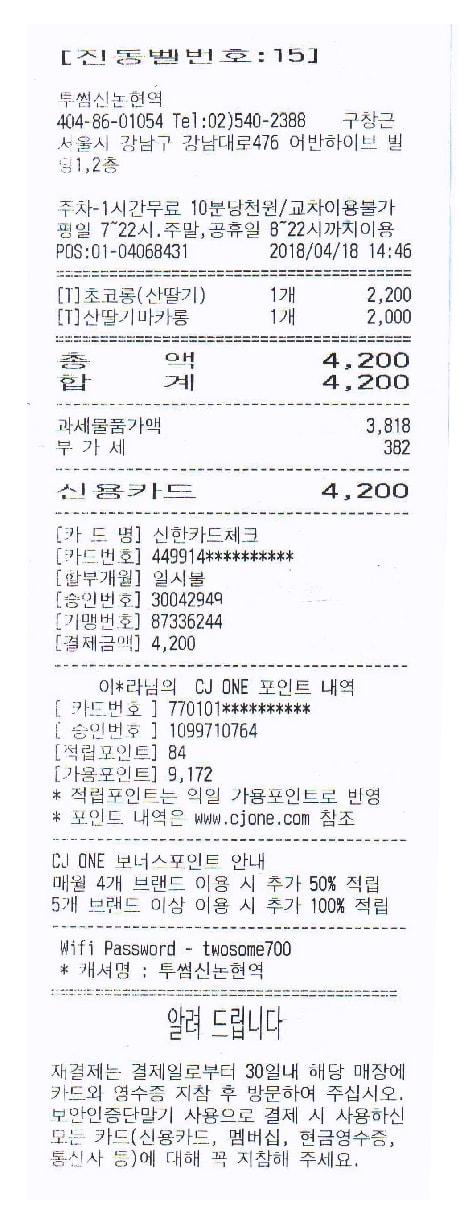 [진동벨번호:15]
투썸신논현역
404-86-01054 Tel:02)540-2388 구창근
서울시 강남구 강남대로476 어반하이브 빌
딩1,2층
주차-1시간무료 10분당천원/교차이용불가
평일 7~22시.주말,공휴일 8~22시까지이용
POS:01-04068431 2018/04/18 14:46
========================================
[T]초코롱(산딸기) 1개 2,200
[T]산딸기마카롱 1개 2,000
========================================
총 액 4,200
합 계 4,200
----------------------------------------
과세물품가액 3,818
부 가 세 382
----------------------------------------
신용카드 4,200
----------------------------------------
[카 드 명] 신한카드체크
[카드번호] 449914**********
[할부개월] 일시불
[승인번호] 30042949
[가맹번호] 87336244
[결제금액] 4,200
----------------------------------------
이*라님의 CJ ONE 포인트 내역
[ 카드번호 ] 770101**********
[ 승인번호 ] 1099710764
[적립포인트] 84
[가용포인트] 9,172
* 적립포인트는 익일 가용포인트로 반영
* 포인트 내역은 www.cjone.com 참조
----------------------------------------
CJ ONE 보너스포인트 안내
매월 4개 브랜드 이용 시 추가 50% 적립
5개 브랜드 이상 이용 시 추가 100% 적립
----------------------------------------
Wifi Password - twosome700
* 캐셔명 : 투썸신논현역
========================================
알려 드립니다
재결제는 결제일로부터 30일내 해당 매장에
카드와 영수증 지참 후 방문하여 주십시오.
보안인증단말기 사용으로 결제 시 사용하신
모든 카드(신용카드, 멤버십, 현금영수증,
통신사 등)에 대해 꼭 지참해 주세요.